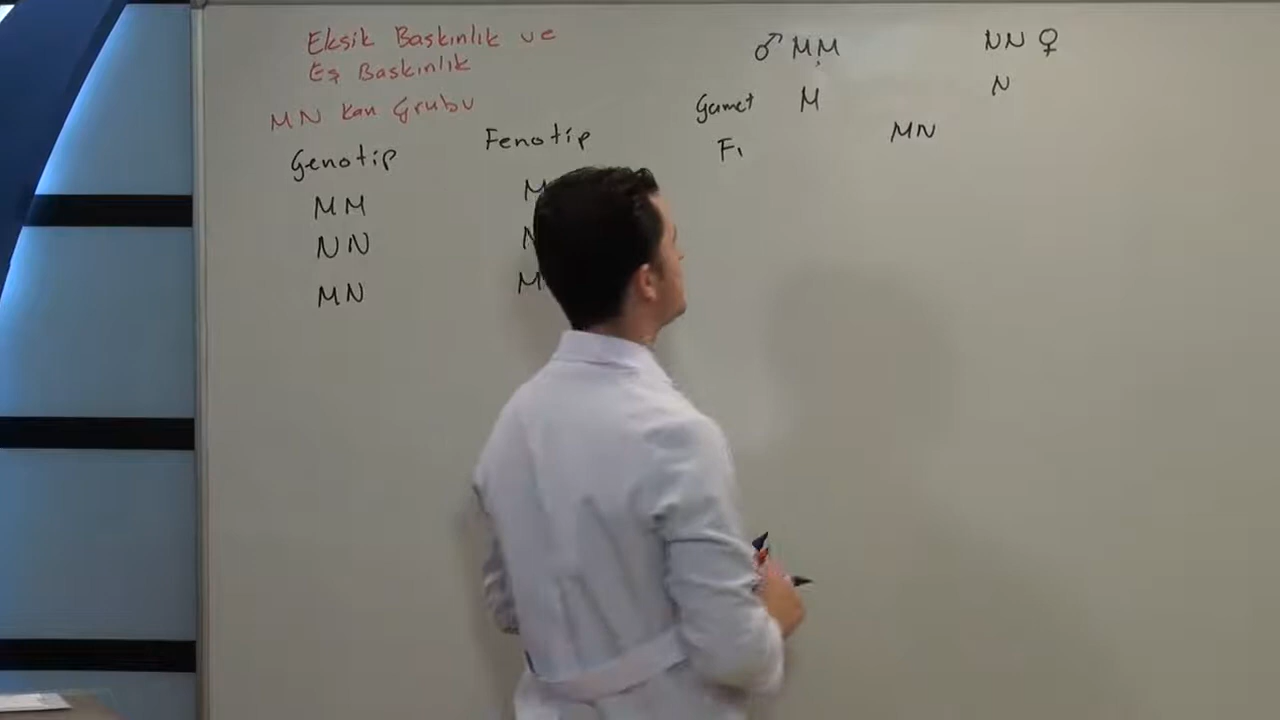 Eksik Baskınlık ve
Eş Baskınlık
MN Kan Grubu
Genotip Fenotip
MM M
NN N
MN M
♂ MM NN ♀
Gamet M N
F₁ MN